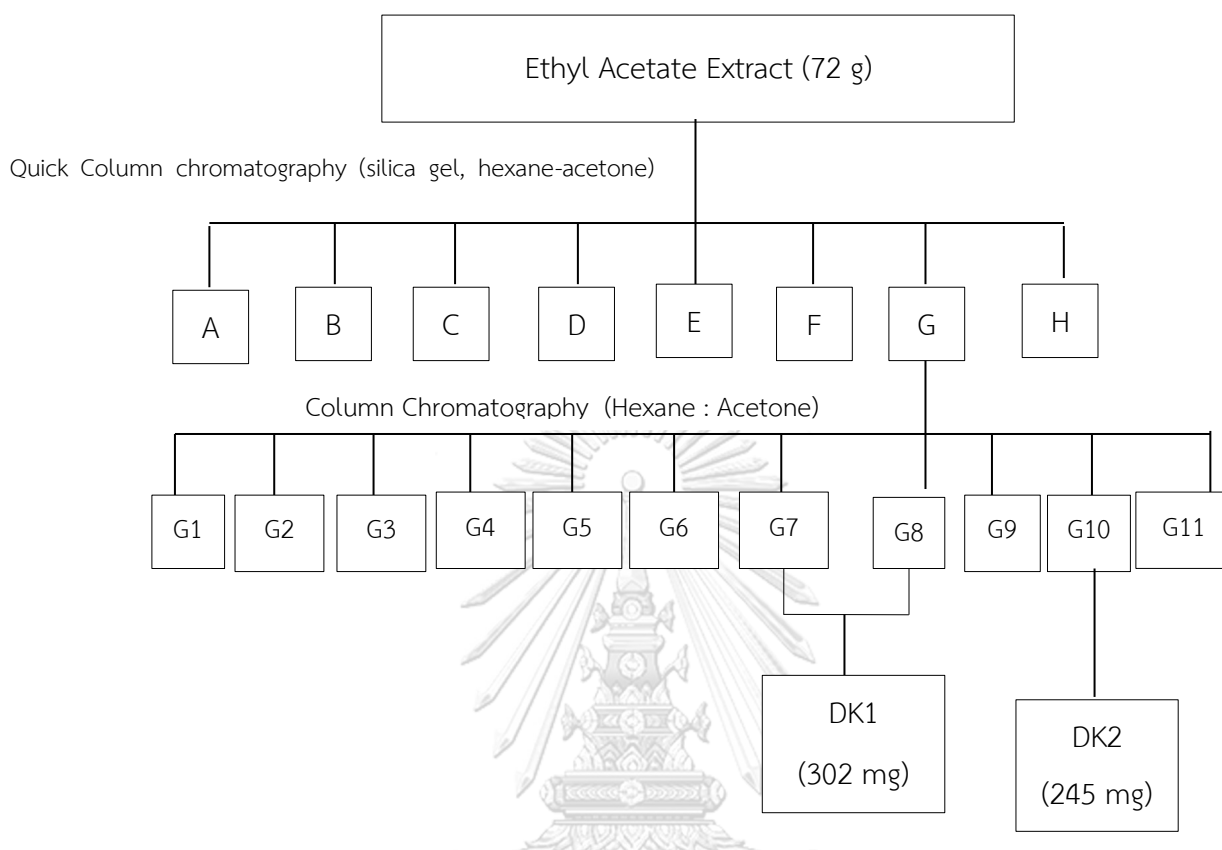 Ethyl Acetate Extract (72 g)
Quick Column chromatography (silica gel, hexane-acetone)
A
B
C
D
E
F
G
H
Column Chromatography (Hexane : Acetone)
G1
G2
G3
G4
G5
G6
G7
G8
G9
G10
G11
DK1
(302 mg)
DK2
(245 mg)